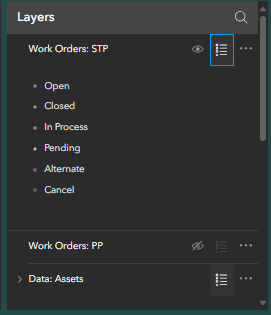 Layers
Work Orders: STP
Open
Closed
In Process
Pending
Alternate
Cancel
Work Orders: PP
Data: Assets